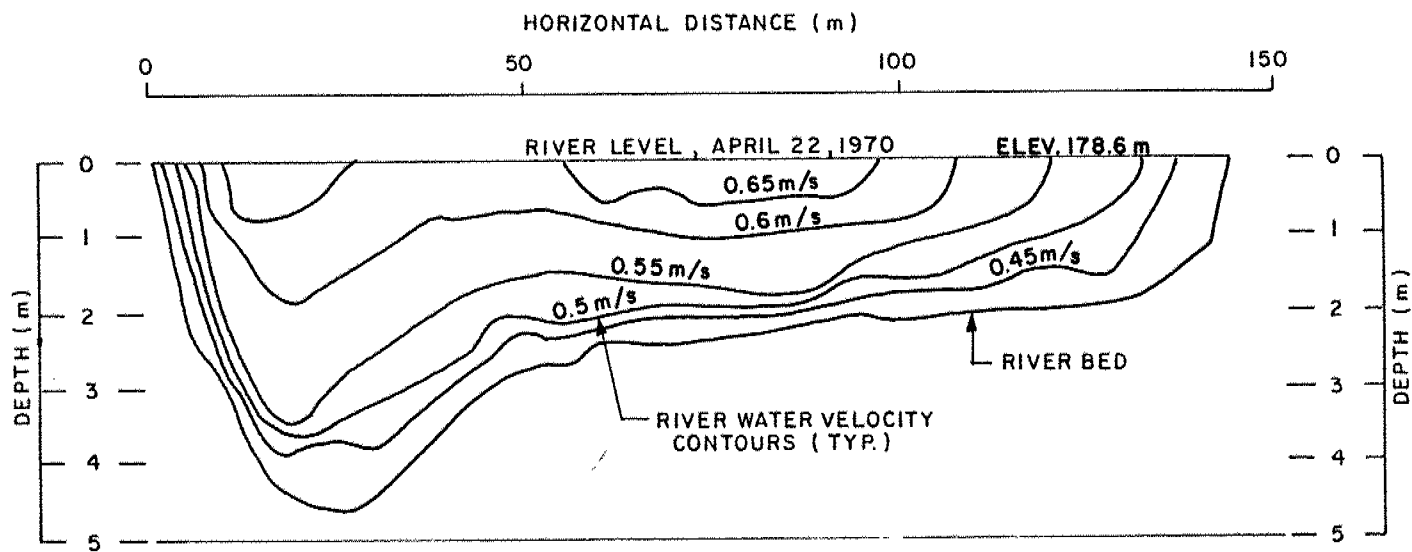 HORIZONTAL DISTANCE (m)
0 50 100 150
RIVER LEVEL, APRIL 22, 1970 ELEV. 178.6 m
0 0
0.65 m/s
0.6 m/s
1 1
0.45 m/s
0.55 m/s
0.5 m/s
2 2
DEPTH (m) DEPTH (m)
RIVER BED
3 3
RIVER WATER VELOCITY
CONTOURS (TYP.)
4 4
5 5